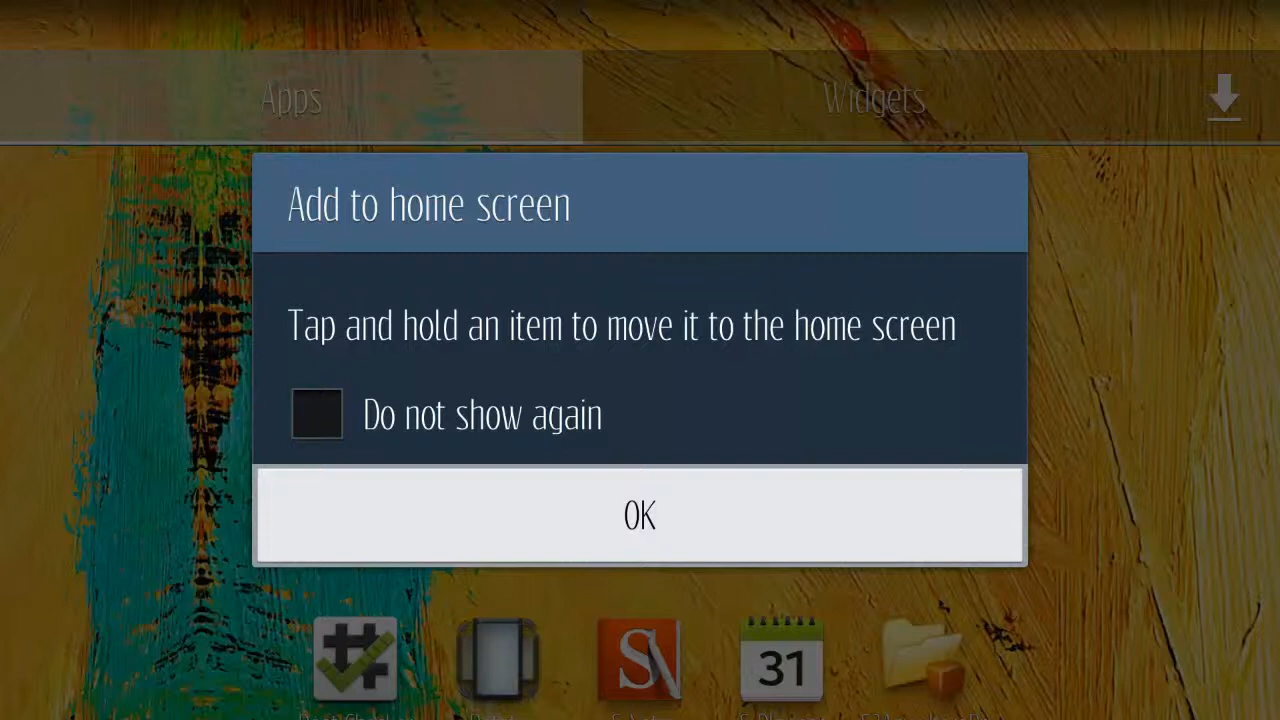 Apps Widgets
Add to home screen
Tap and hold an item to move it to the home screen
Do not show again
OK
S
31